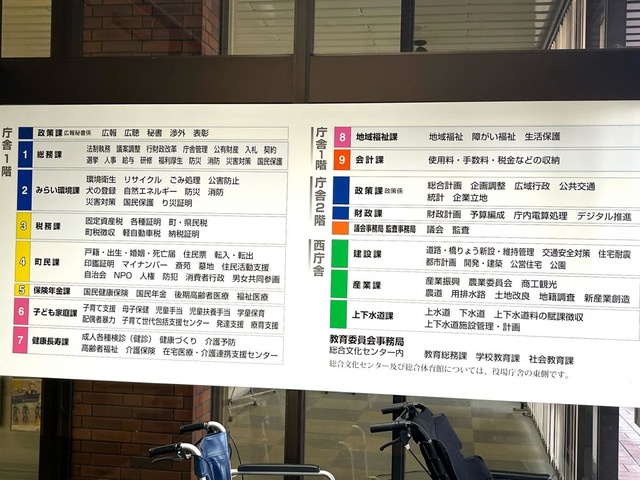 庁舎1階
政策課 広報秘書係 広報 広聴 秘書 渉外 表彰
1 総務課 法制執務 議案調整 行財政改革 庁舎管理 公有財産 入札 契約
選挙 人事 給与 研修 福利厚生 防災 消防 災害対策 国民保護
2 みらい環境課 環境衛生 リサイクル ごみ処理 公害防止
犬の登録 自然エネルギー 防災 消防
災害対策 国民保護 り災証明
3 税務課 固定資産税 各種証明 町・県民税
町税徴収 軽自動車税 納税証明
4 町民課 戸籍・出生・婚姻・死亡届 住民票 転入・転出
印鑑証明 マイナンバー 斎苑 墓地 住民活動支援
自治会 NPO 人権 防犯 消費者行政 男女共同参画
5 保険年金課 国民健康保険 国民年金 後期高齢者医療 福祉医療
6 子ども家庭課 子育て支援 母子保健 児童手当 児童扶養手当 学童保育
配偶者暴力 子育て世代包括支援センター 発達支援 療育支援
7 健康長寿課 成人各種検診（健診） 健康づくり 介護予防
高齢者福祉 介護保険 在宅医療・介護連携支援センター
庁舎1階
8 地域福祉課 地域福祉 障がい福祉 生活保護
9 会計課 使用料・手数料・税金などの収納
庁舎2階
政策課 政策係 総合計画 企画調整 広域行政 公共交通
統計 企業立地
財政課 財政計画 予算編成 庁内電算処理 デジタル推進
議会事務局 監査事務局 議会 監査
西庁舎
建設課 道路・橋りょう新設・維持管理 交通安全対策 住宅耐震
都市計画 開発・建築 公営住宅 公園
産業課 産業振興 農業委員会 商工観光
農道 用排水路 土地改良 地籍調査 新産業創造
上下水道課 上水道 下水道 上下水道料の賦課徴収
上下水道施設管理・計画
教育委員会事務局
総合文化センター内 教育総務課 学校教育課 社会教育課
総合文化センター及び総合体育館については、役場庁舎の東側です。